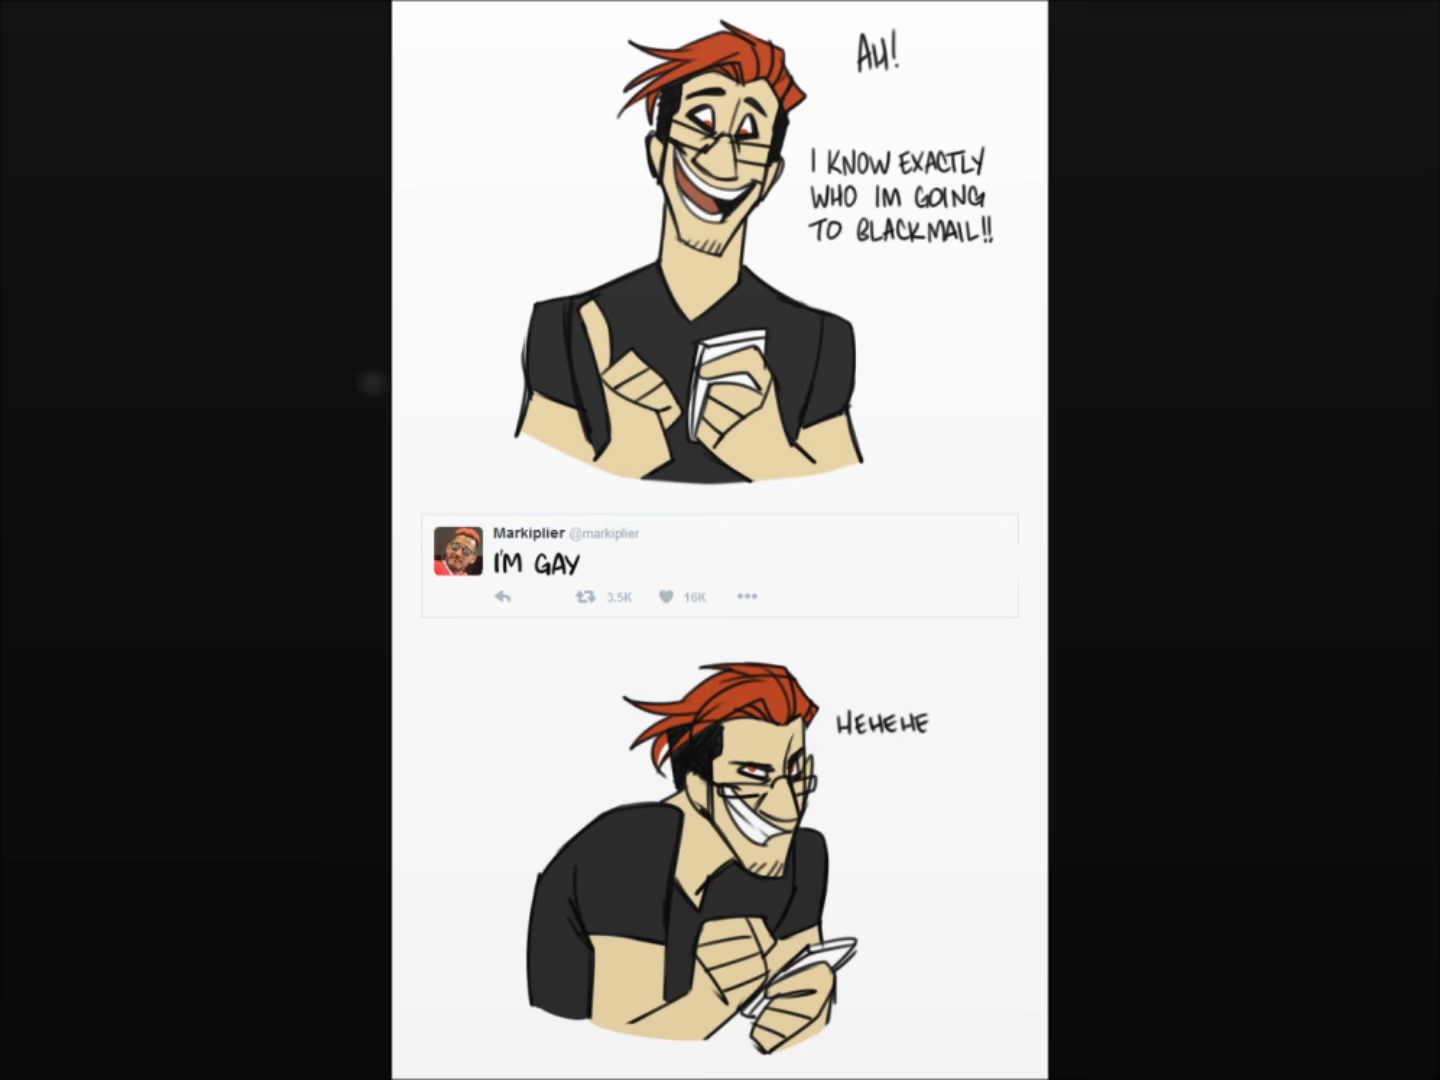 AH!
I KNOW EXACTLY
WHO IM GOING
TO BLACKMAIL!!
Markiplier @markiplier
I'M GAY
3.5K 16K
HEHEHE